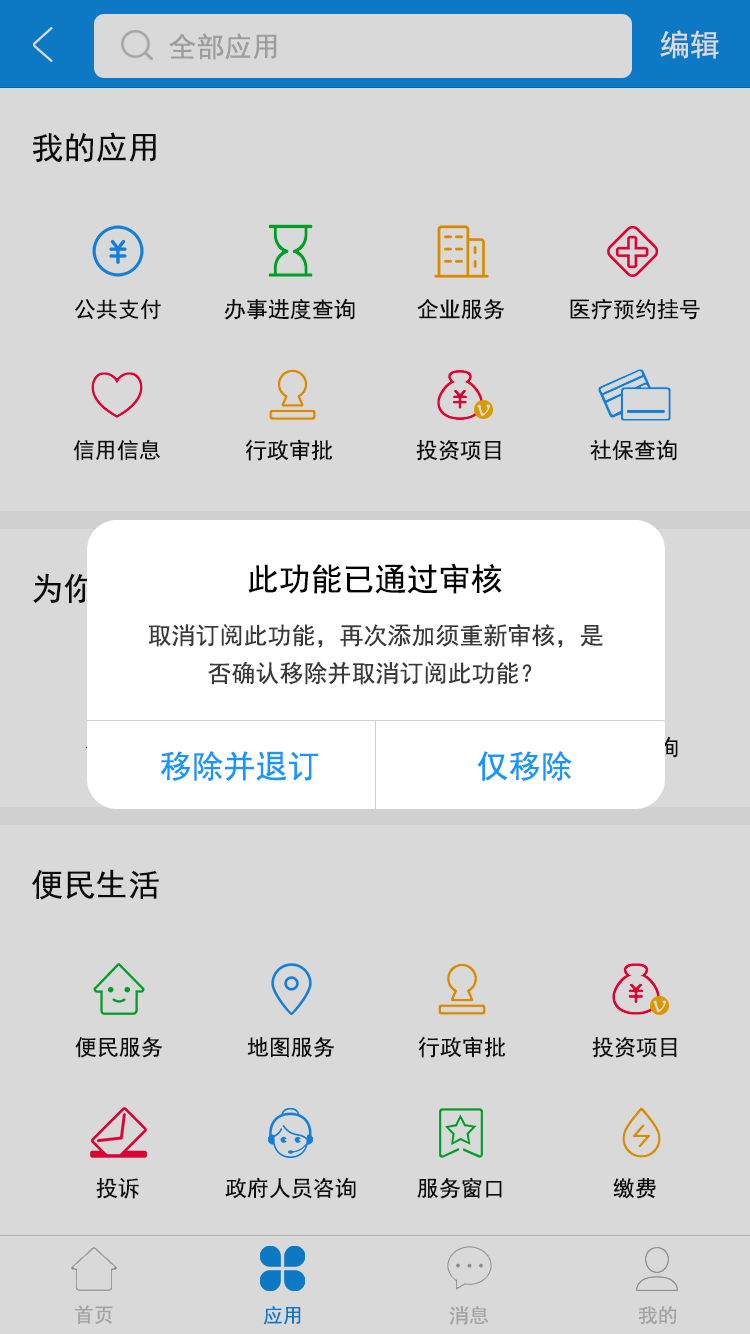 全部应用
编辑
我的应用
公共支付
办事进度查询
企业服务
医疗预约挂号
信用信息
行政审批
投资项目
社保查询
为你
此功能已通过审核
取消订阅此功能，再次添加须重新审核，是
否确认移除并取消订阅此功能？
移除并退订
仅移除
询
便民生活
便民服务
地图服务
行政审批
投资项目
投诉
政府人员咨询
服务窗口
缴费
首页
应用
消息
我的